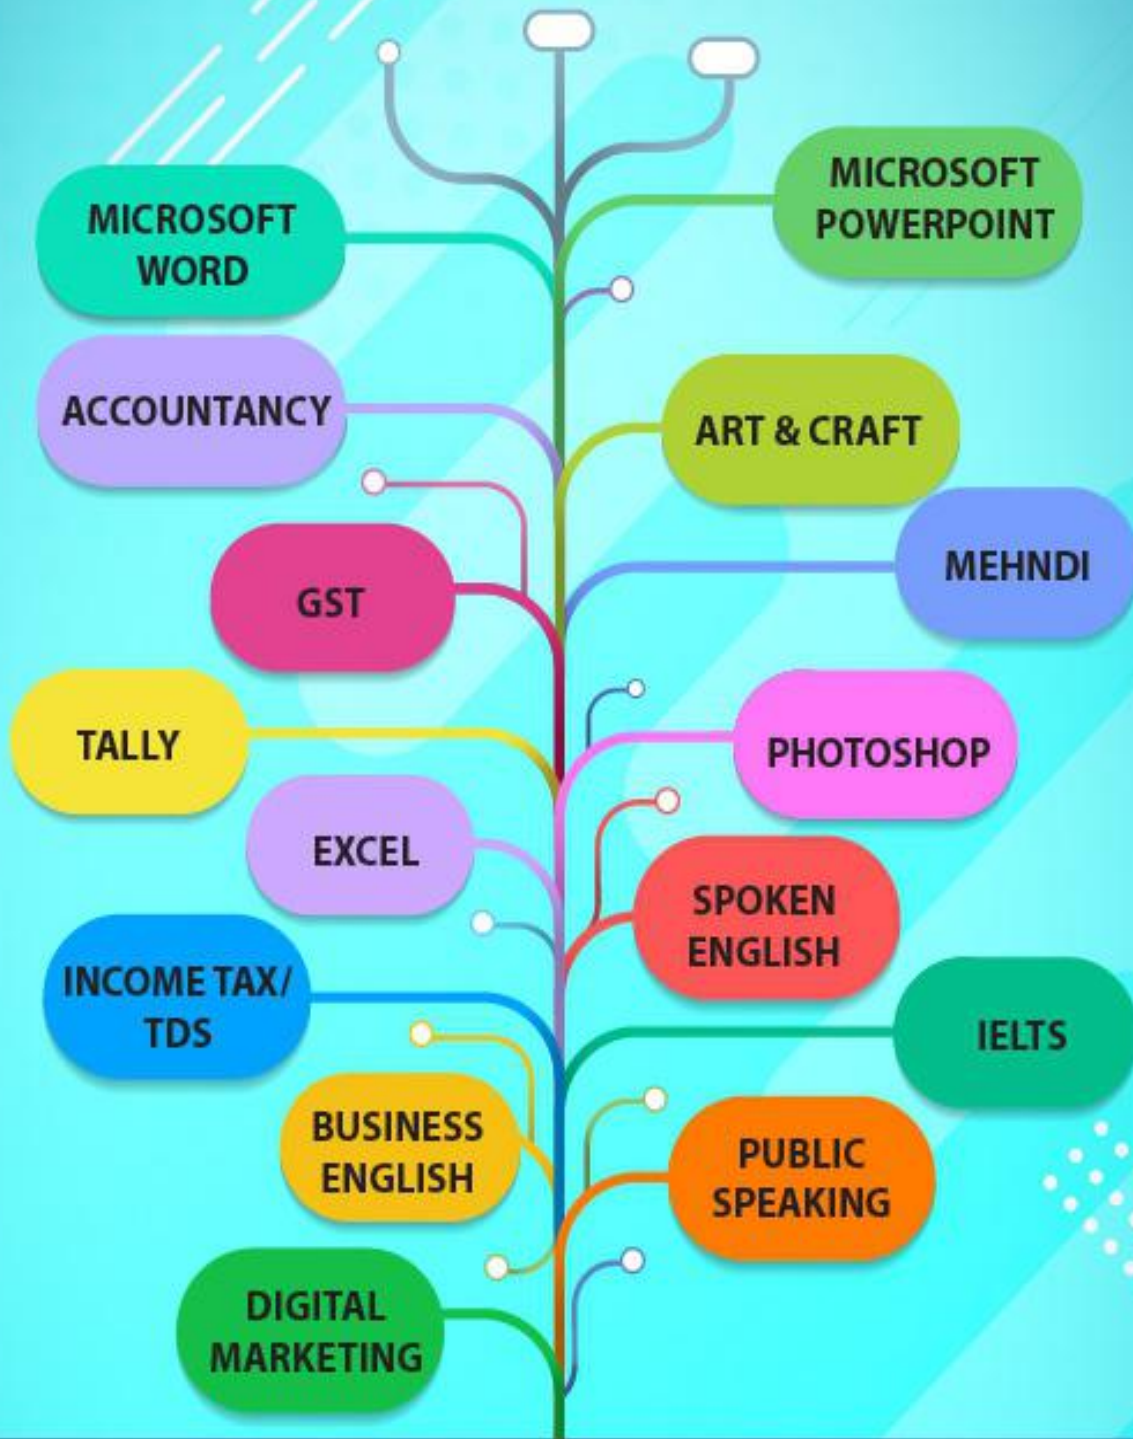 MICROSOFT
POWERPOINT
MICROSOFT
WORD
ACCOUNTANCY
ART & CRAFT
MEHNDI
GST
TALLY
PHOTOSHOP
EXCEL
SPOKEN
ENGLISH
INCOME TAX/
TDS
IELTS
BUSINESS
ENGLISH
PUBLIC
SPEAKING
DIGITAL
MARKETING